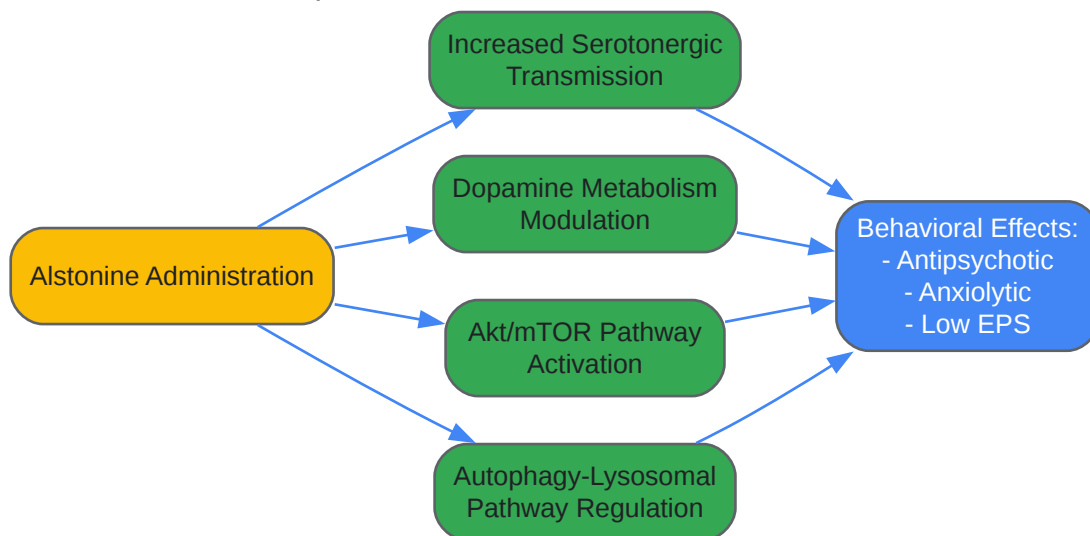 Increased Serotonergic
Transmission
Dopamine Metabolism
Modulation
Alstonine Administration
Akt/mTOR Pathway
Activation
Autophagy-Lysosomal
Pathway Regulation
Behavioral Effects:
- Antipsychotic
- Anxiolytic
- Low EPS